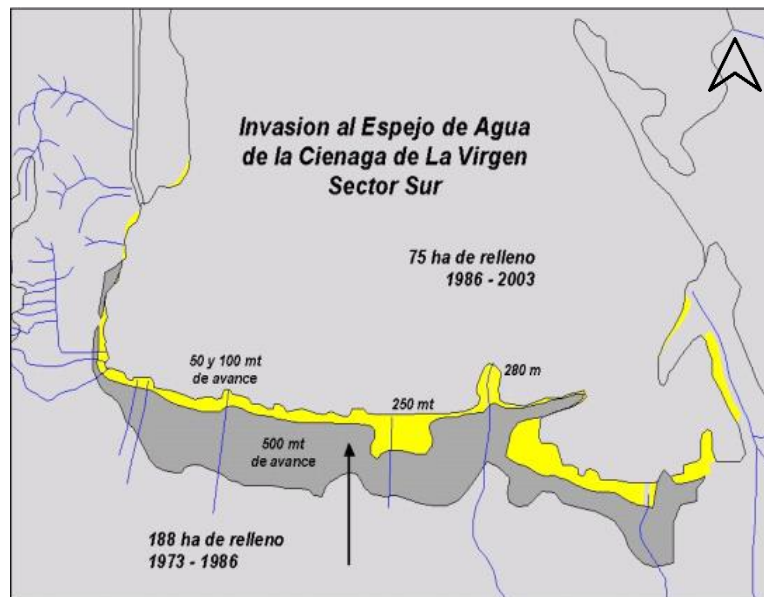 Invasion al Espejo de Agua
de la Cienaga de La Virgen
Sector Sur
75 ha de relleno
1986 - 2003
50 y 100 mt
de avance
280 m
250 mt
500 mt
de avance
188 ha de relleno
1973 - 1986